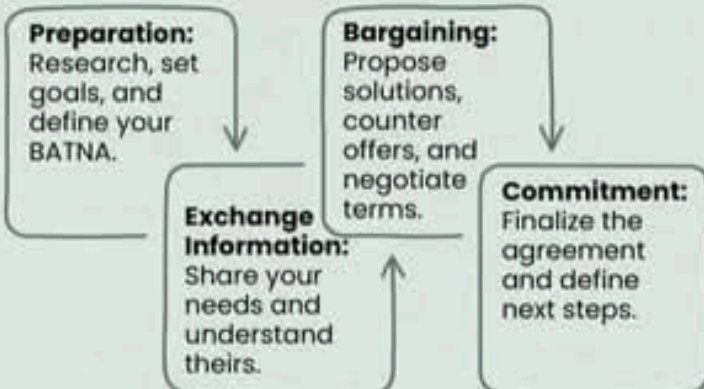 Preparation:
Research, set
goals, and
define your
BATNA.
Exchange
Information:
Share your
needs and
understand
theirs.
Bargaining:
Propose
solutions,
counter
offers, and
negotiate
terms.
Commitment:
Finalize the
agreement
and define
next steps.